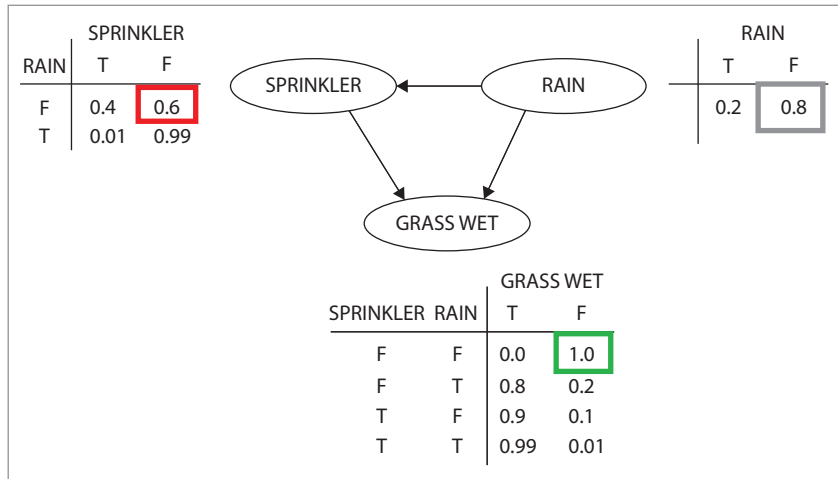 SPRINKLER
RAIN T F
F 0.4 0.6
T 0.01 0.99
SPRINKLER
RAIN
RAIN
T F
0.2 0.8
GRASS WET
GRASS WET
SPRINKLER RAIN T F
F F 0.0 1.0
F T 0.8 0.2
T F 0.9 0.1
T T 0.99 0.01